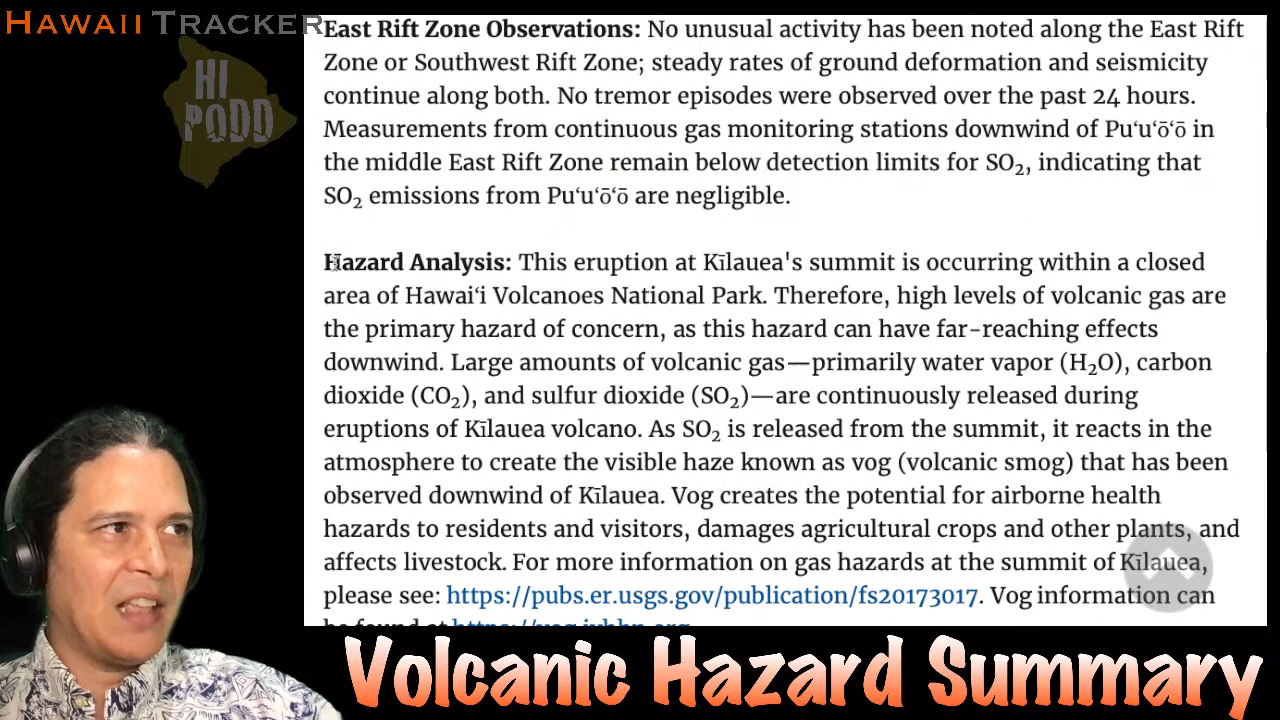 HAWAII TRACKER
HI
PODD
East Rift Zone Observations: No unusual activity has been noted along the East Rift
Zone or Southwest Rift Zone; steady rates of ground deformation and seismicity
continue along both. No tremor episodes were observed over the past 24 hours.
Measurements from continuous gas monitoring stations downwind of Puʻuʻōʻō in
the middle East Rift Zone remain below detection limits for SO₂, indicating that
SO₂ emissions from Puʻuʻōʻō are negligible.
Hazard Analysis: This eruption at Kīlauea's summit is occurring within a closed
area of Hawaiʻi Volcanoes National Park. Therefore, high levels of volcanic gas are
the primary hazard of concern, as this hazard can have far-reaching effects
downwind. Large amounts of volcanic gas—primarily water vapor (H₂O), carbon
dioxide (CO₂), and sulfur dioxide (SO₂)—are continuously released during
eruptions of Kīlauea volcano. As SO₂ is released from the summit, it reacts in the
atmosphere to create the visible haze known as vog (volcanic smog) that has been
observed downwind of Kīlauea. Vog creates the potential for airborne health
hazards to residents and visitors, damages agricultural crops and other plants, and
affects livestock. For more information on gas hazards at the summit of Kīlauea,
please see: https://pubs.er.usgs.gov/publication/fs20173017. Vog information can
be found at https://vog.ivhhn.org
Volcanic Hazard Summary